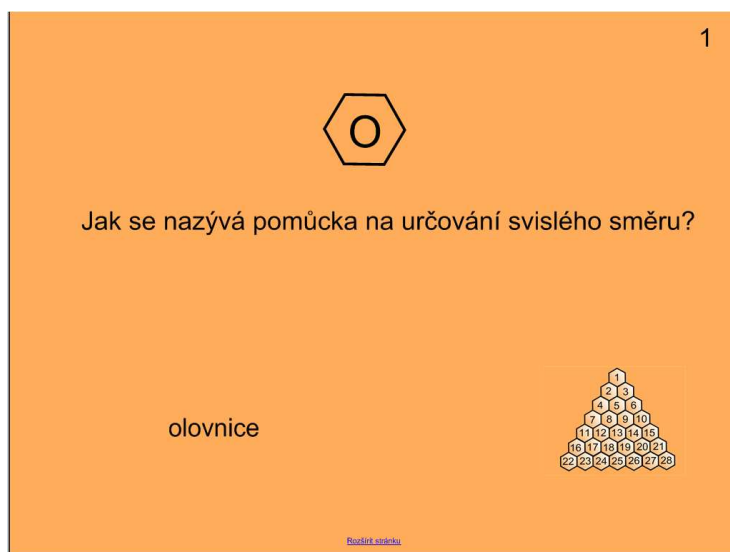 1
O
Jak se nazývá pomůcka na určování svislého směru?
olovnice
1
2 3
4 5 6
7 8 9 10
11 12 13 14 15
16 17 18 19 20 21
22 23 24 25 26 27 28
Rozšířit stránku